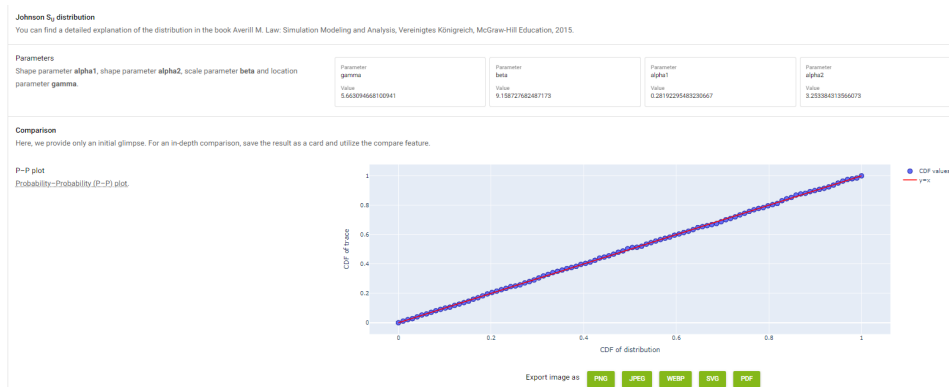 Johnson SU distribution
You can find a detailed explanation of the distribution in the book Averill M. Law: Simulation Modeling and Analysis, Vereinigtes Königreich, McGraw-Hill Education, 2015.
Parameters
Shape parameter alpha1, shape parameter alpha2, scale parameter beta and location
parameter gamma.
Parameter
gamma
Value
5.663094668100941
Parameter
beta
Value
9.158727682487173
Parameter
alpha1
Value
0.28192295483230667
Parameter
alpha2
Value
3.253384313566073
Comparison
Here, we provide only an initial glimpse. For an in-depth comparison, save the result as a card and utilize the compare feature.
P–P plot
Probability–Probability (P–P) plot.
CDF of trace
1
0.8
0.6
0.4
0.2
0
0 0.2 0.4 0.6 0.8 1
CDF of distribution
CDF values
y=x
Export image as PNG JPEG WEBP SVG PDF